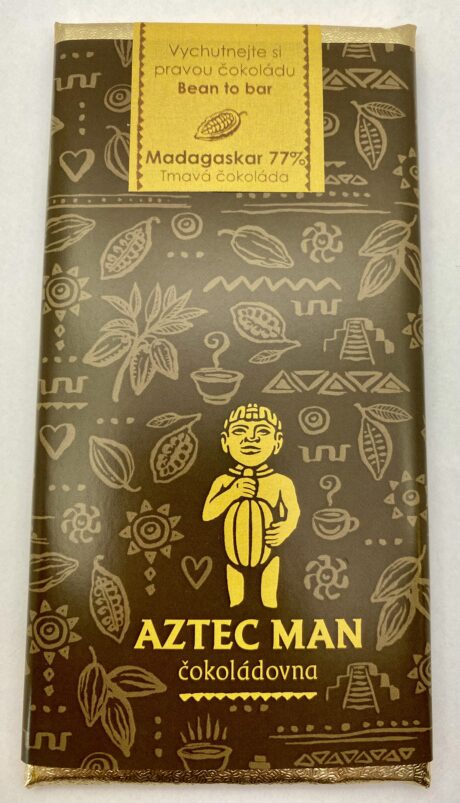 Vychutnejte si
pravou čokoládu
Bean to bar
Madagaskar 77%
Tmavá čokoláda
AZTEC MAN
čokoládovna